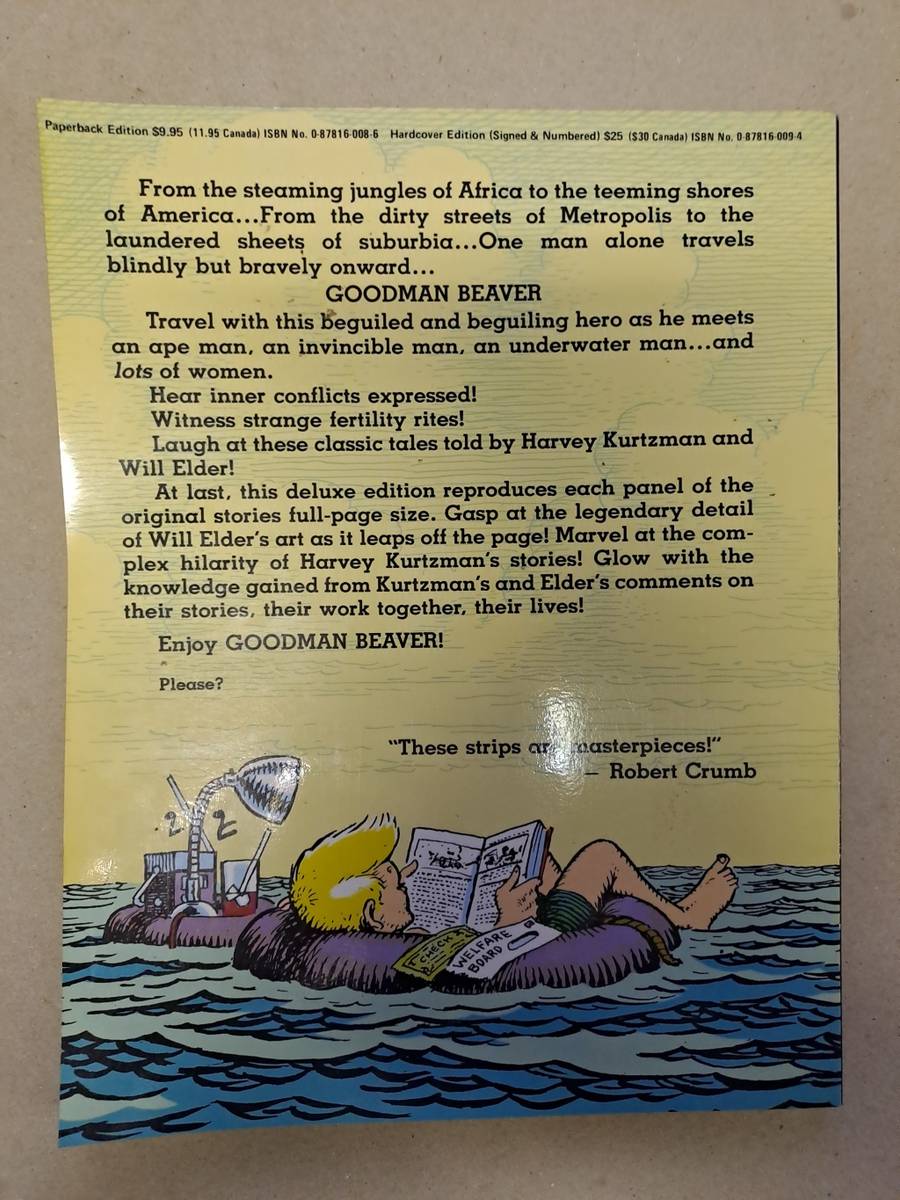 Paperback Edition $9.95 (11.95 Canada) ISBN No. 0-87816-008-6 Hardcover Edition (Signed & Numbered) $25 ($30 Canada) ISBN No. 0-87816-009-4
From the steaming jungles of Africa to the teeming shores
of America...From the dirty streets of Metropolis to the
laundered sheets of suburbia...One man alone travels
blindly but bravely onward...
GOODMAN BEAVER
Travel with this beguiled and beguiling hero as he meets
an ape man, an invincible man, an underwater man...and
lots of women.
Hear inner conflicts expressed!
Witness strange fertility rites!
Laugh at these classic tales told by Harvey Kurtzman and
Will Elder!
At last, this deluxe edition reproduces each panel of the
original stories full-page size. Gasp at the legendary detail
of Will Elder's art as it leaps off the page! Marvel at the com-
plex hilarity of Harvey Kurtzman's stories! Glow with the
knowledge gained from Kurtzman's and Elder's comments on
their stories, their work together, their lives!
Enjoy GOODMAN BEAVER!
Please?
"These strips are masterpieces!"
— Robert Crumb
CHECK
WELFARE
BOARD